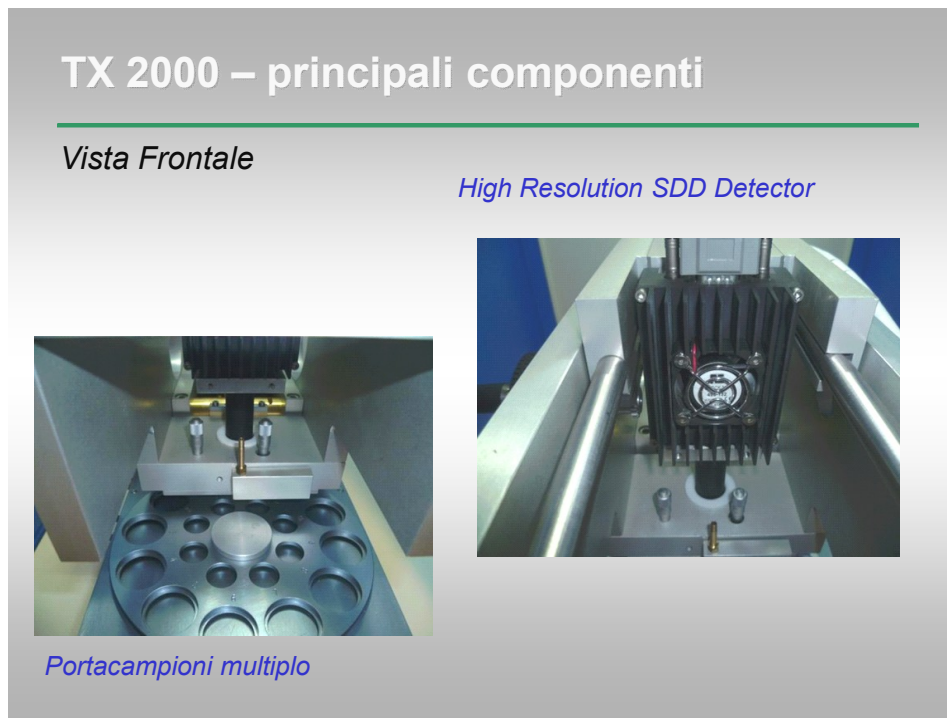 TX 2000 – principali componenti
Vista Frontale
High Resolution SDD Detector
Portacampioni multiplo